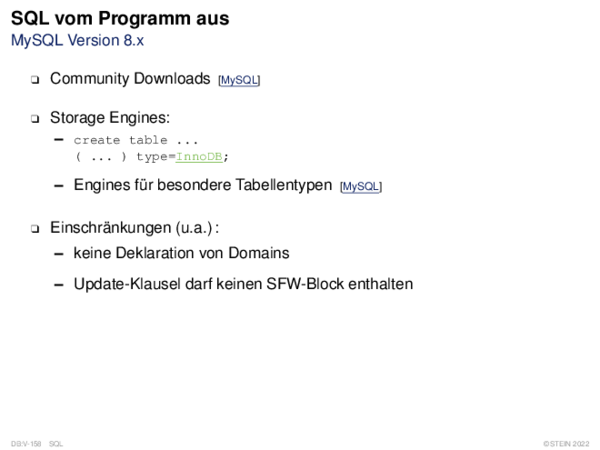 SQL vom Programm aus
MySQL Version 8.x
❑ Community Downloads [MySQL]
❑ Storage Engines:
– create table ...
( ... ) type=InnoDB;
– Engines für besondere Tabellentypen [MySQL]
❑ Einschränkungen (u.a.):
– keine Deklaration von Domains
– Update-Klausel darf keinen SFW-Block enthalten
DB:V-158 SQL
©STEIN 2022